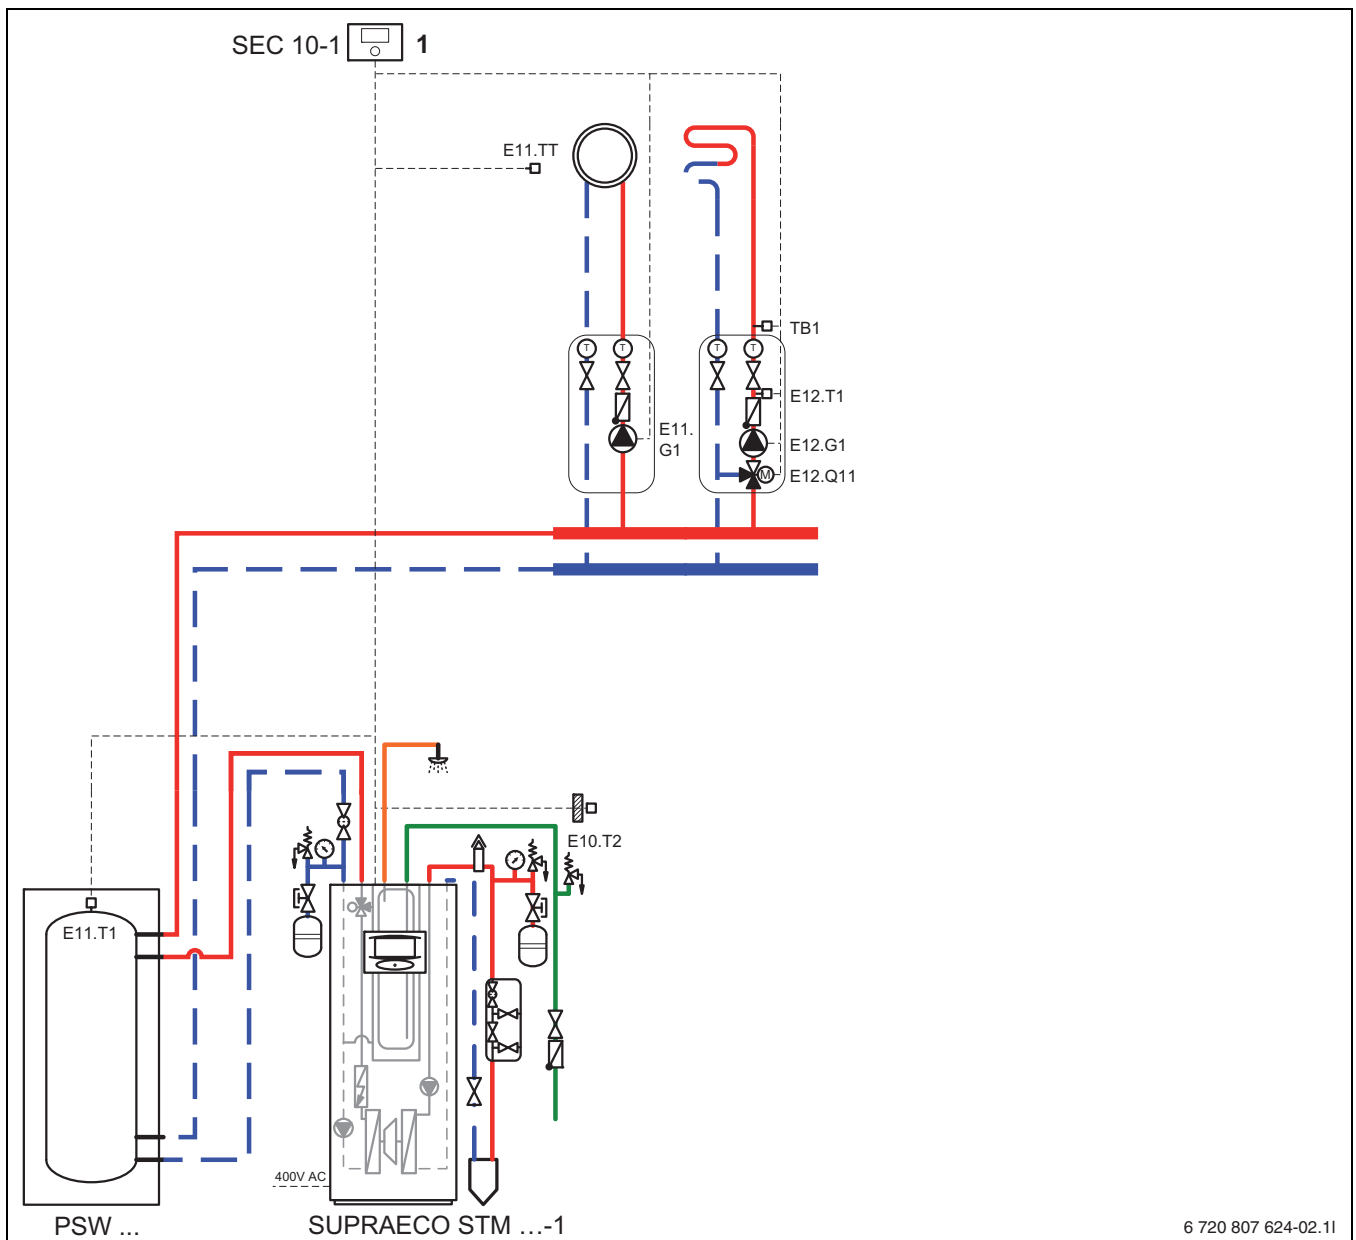 SEC 10-1 1
E11.TT
T T T T
TB1
E12.T1
E11.
G1
E12.G1
M E12.Q11
E10.T2
E11.T1
400V AC
PSW ...
SUPRAECO STM ...-1
6 720 807 624-02.1l